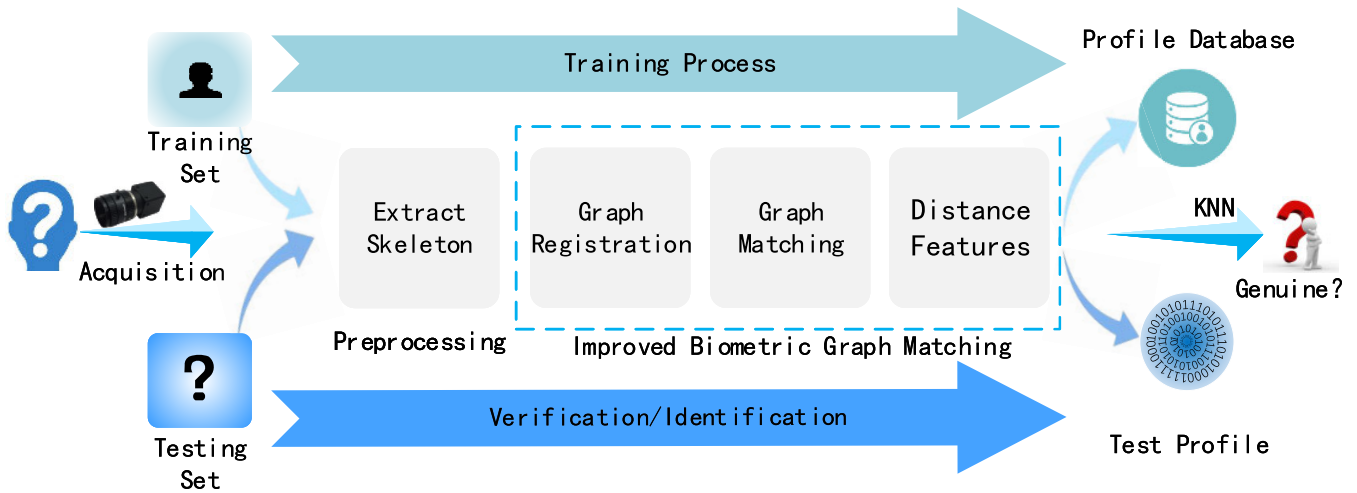 Training Process
Profile Database
Training
Set
Acquisition
Extract
Skeleton
Preprocessing
Graph
Registration
Graph
Matching
Distance
Features
Improved Biometric Graph Matching
KNN
Genuine?
?
Testing
Set
Verification/Identification
Test Profile